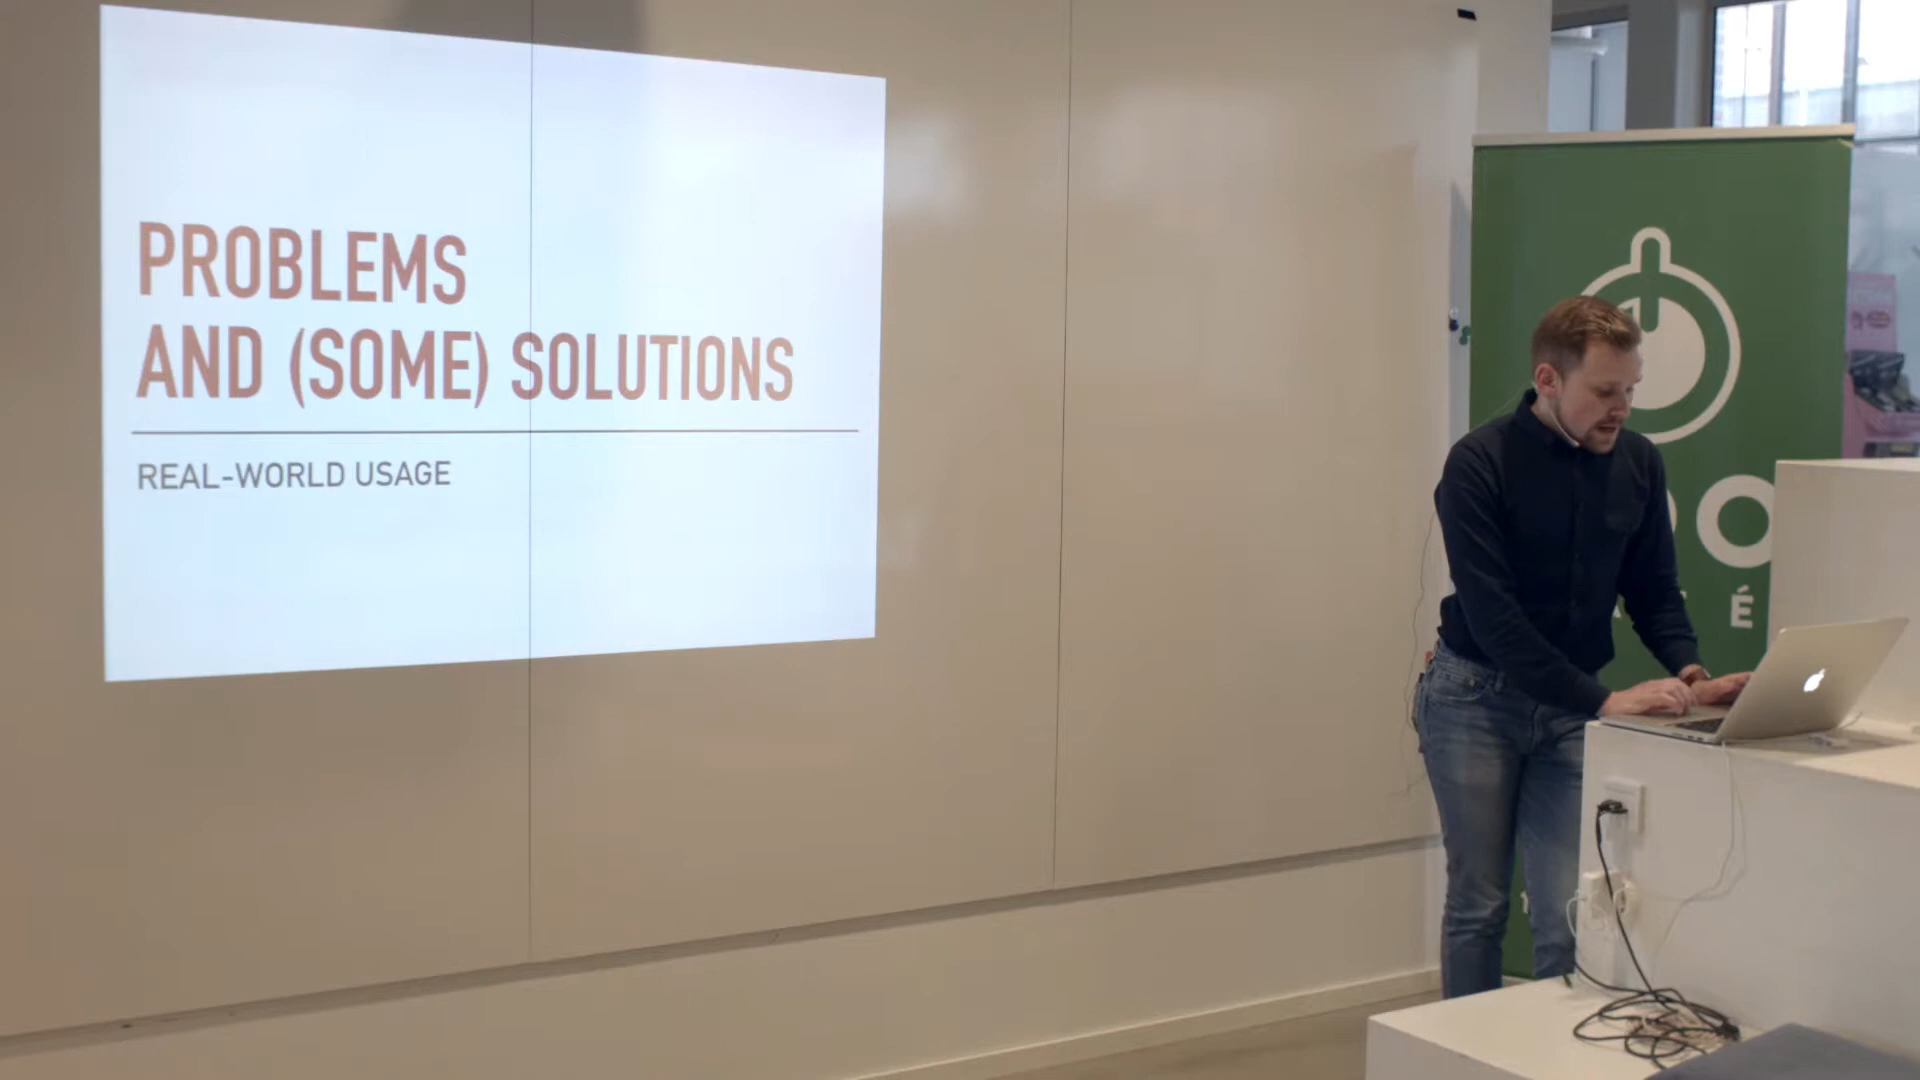 PROBLEMS
AND (SOME) SOLUTIONS
REAL-WORLD USAGE
O
É